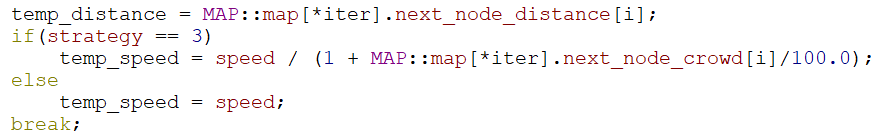 temp_distance = MAP::map[*iter].next_node_distance[i];
if(strategy == 3)
    temp_speed = speed / (1 + MAP::map[*iter].next_node_crowd[i]/100.0);
else
    temp_speed = speed;
break;